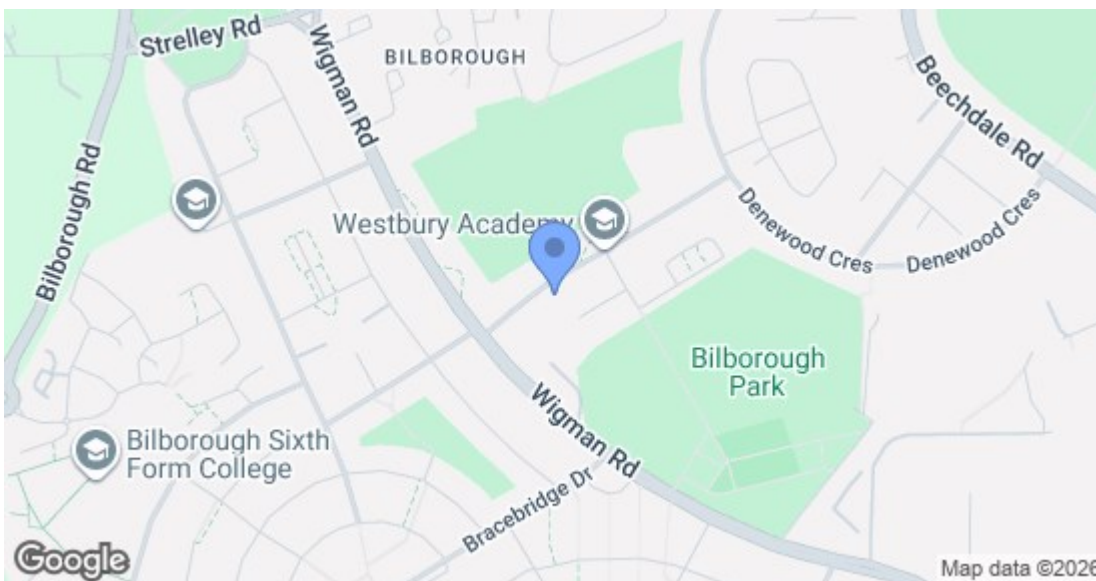 Strelley Rd
Wigman Rd
BILBOROUGH
Beechdale Rd
Bilborough Rd
Westbury Academy
Denewood Cres
Denewood Cres
Bilborough
Park
Wigman Rd
Bilborough Sixth
Form College
Bracebridge Dr
Google
Map data ©2026